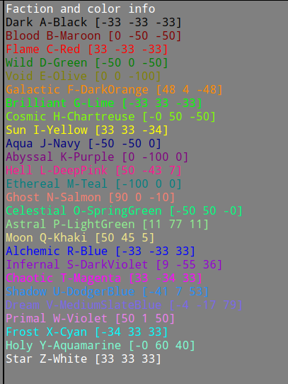 Faction and color info
Dark A-Black [-33 -33 -33]
Blood B-Maroon [0 -50 -50]
Flame C-Red [33 -33 -33]
Wild D-Green [-50 0 -50]
Void E-Olive [0 0 -100]
Galactic F-DarkOrange [48 4 -48]
Brilliant G-Lime [-33 33 -33]
Cosmic H-Chartreuse [-0 50 -50]
Sun I-Yellow [33 33 -34]
Aqua J-Navy [-50 -50 0]
Abyssal K-Purple [0 -100 0]
Hell L-DeepPink [50 -43 7]
Ethereal M-Teal [-100 0 0]
Ghost N-Salmon [90 0 -10]
Celestial O-SpringGreen [-50 50 -0]
Astral P-LightGreen [11 77 11]
Moon Q-Khaki [50 45 5]
Alchemic R-Blue [-33 -33 33]
Infernal S-DarkViolet [9 -55 36]
Chaotic T-Magenta [33 -34 33]
Shadow U-DodgerBlue [-47 7 53]
Primal W-Violet [50 1 50]
Frost X-Cyan [-34 33 33]
Holy Y-Aquamarine [-0 60 40]
Star Z-White [33 33 33]